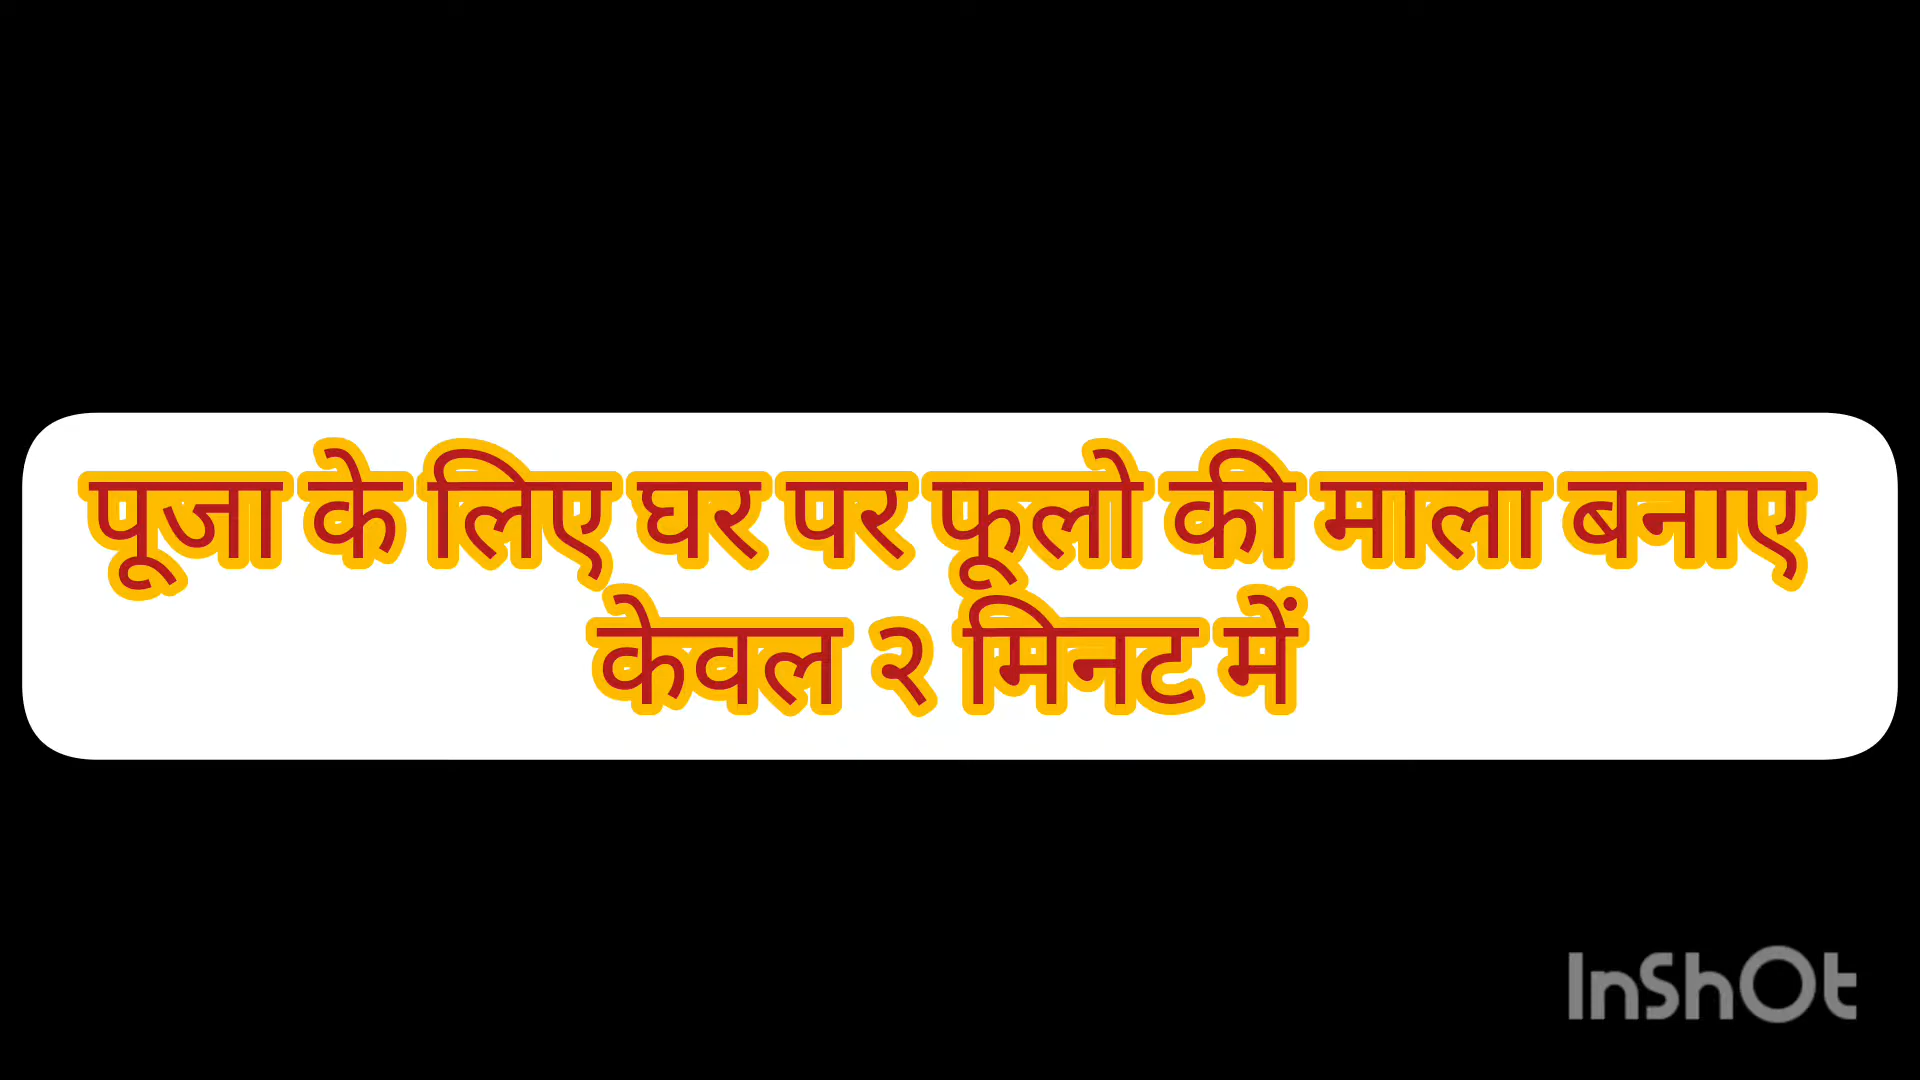 पूजा के लिए घर पर फूलो की माला बनाए
केवल २ मिनट में
InShOt